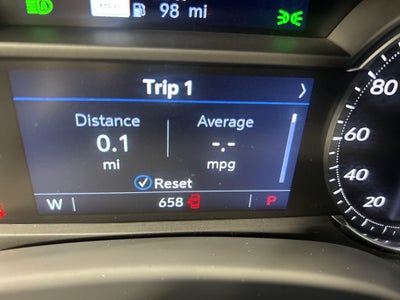 98 mi
Trip 1
Distance Average
0.1 -.-
mi mpg
Reset
W 658 P
80
60
40
20